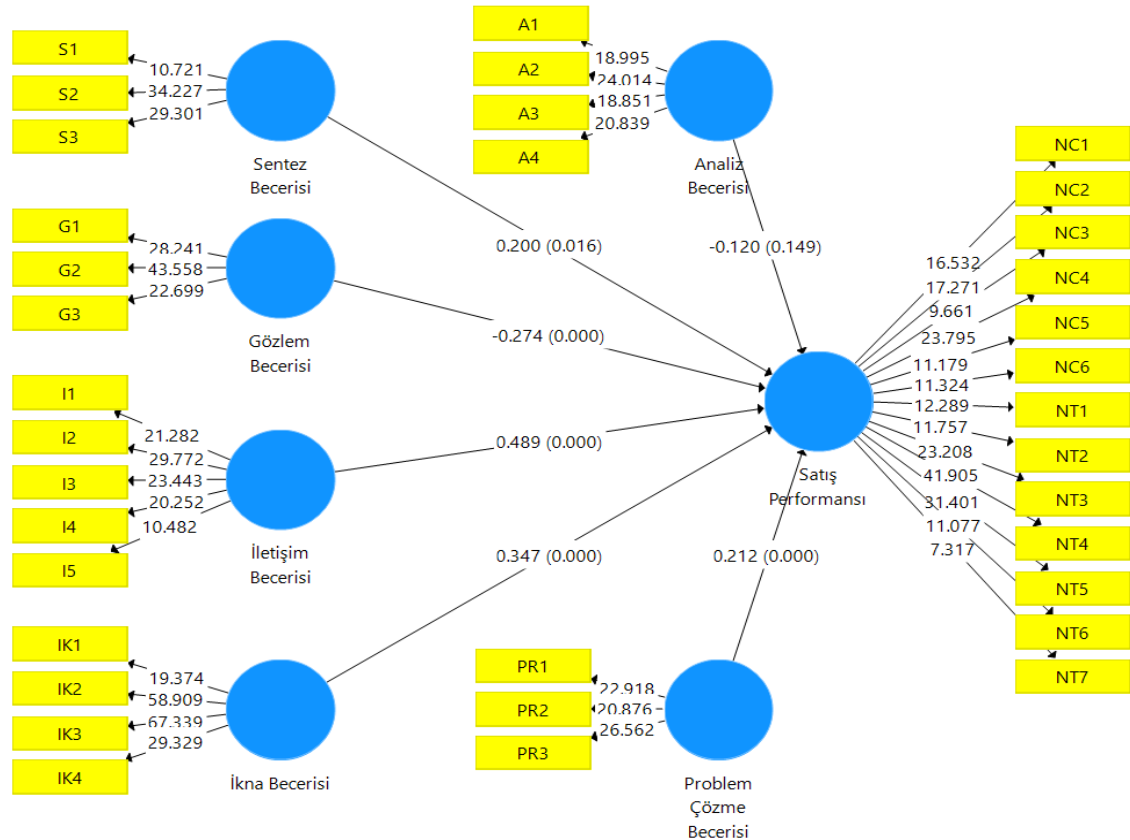 S1
S2
S3
10.721
34.227
29.301
Sentez
Becerisi
A1
A2
A3
A4
18.995
24.014
18.851
20.839
Analiz
Becerisi
G1
G2
G3
28.241
43.558
22.699
Gözlem
Becerisi
I1
I2
I3
I4
I5
21.282
29.772
23.443
20.252
10.482
İletişim
Becerisi
IK1
IK2
IK3
IK4
19.374
58.909
67.339
29.329
İkna Becerisi
PR1
PR2
PR3
22.918
20.876
26.562
Problem
Çözme
Becerisi
0.200 (0.016)
-0.120 (0.149)
-0.274 (0.000)
0.489 (0.000)
0.347 (0.000)
0.212 (0.000)
Satış
Performansı
16.532
17.271
9.661
23.795
11.179
11.324
12.289
11.757
23.208
41.905
31.401
11.077
7.317
NC1
NC2
NC3
NC4
NC5
NC6
NT1
NT2
NT3
NT4
NT5
NT6
NT7